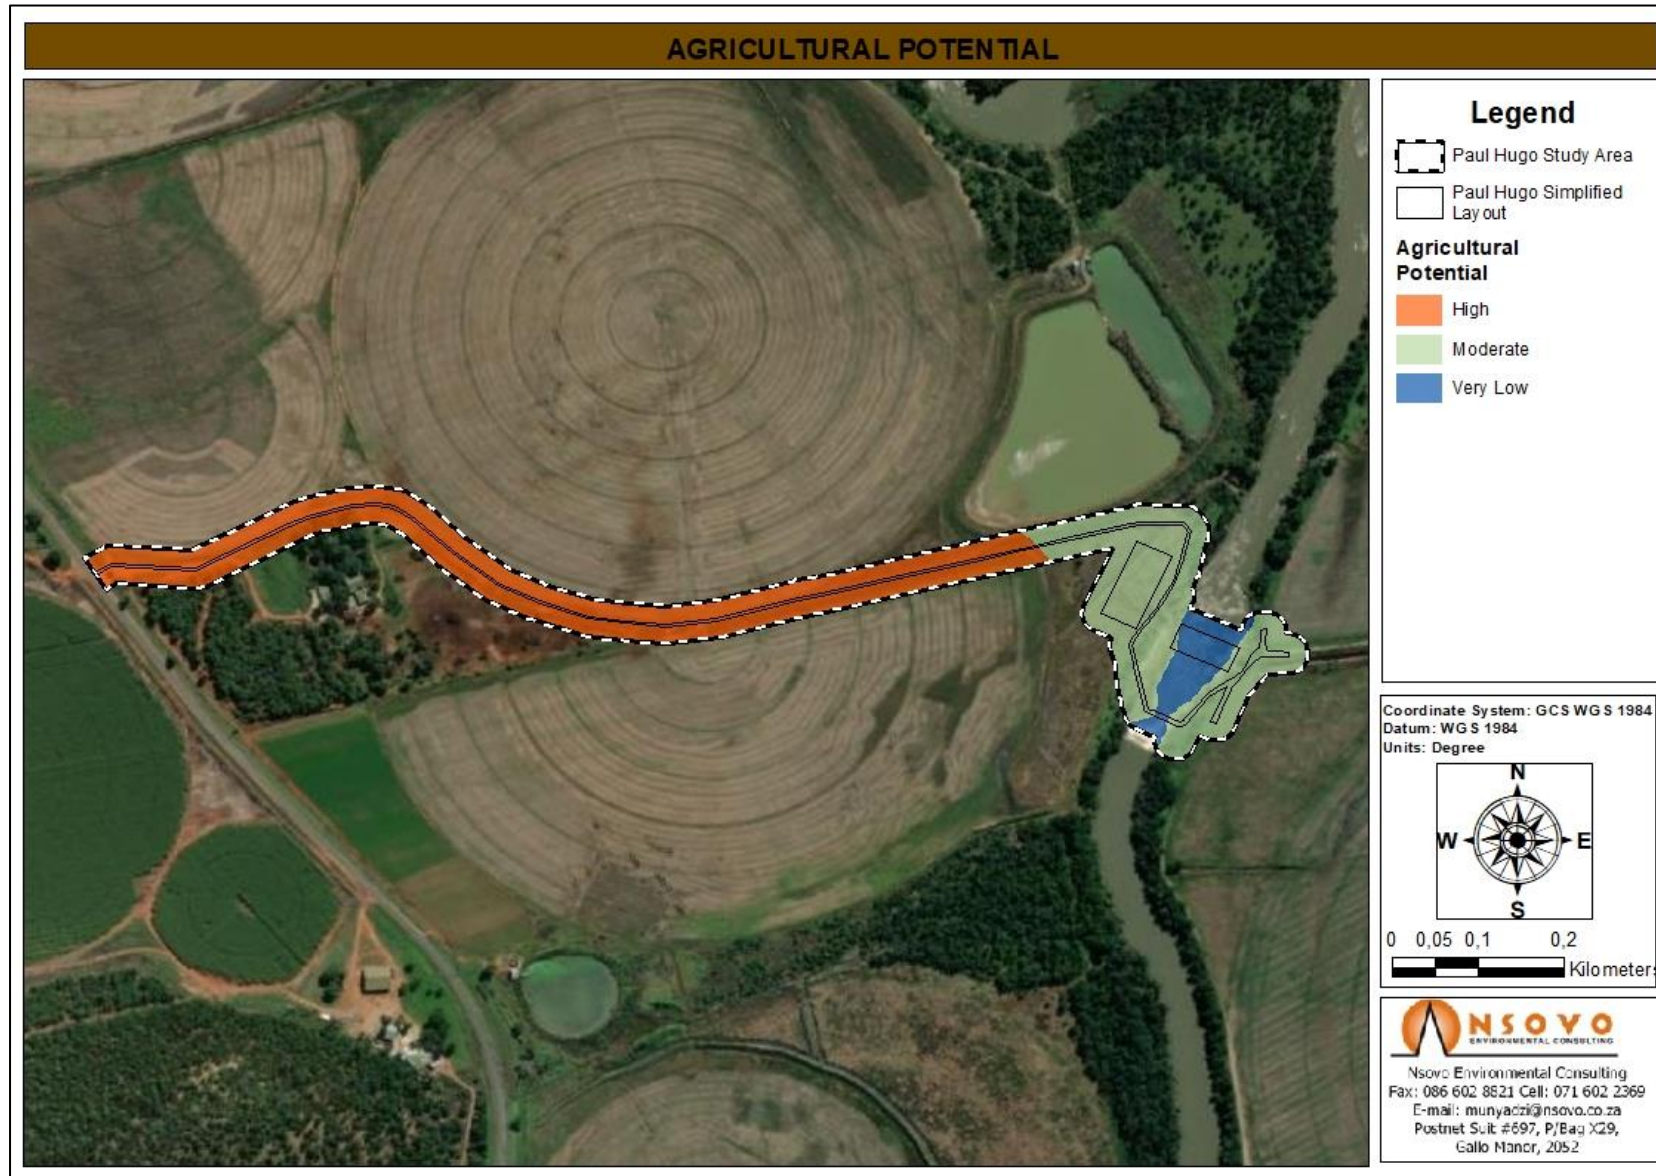 AGRICULTURAL POTENTIAL
Legend
Paul Hugo Study Area
Paul Hugo Simplified
Layout
Agricultural
Potential
High
Moderate
Very Low
Coordinate System: GCS WGS 1984
Datum: WGS 1984
Units: Degree
N
W
E
S
0 0,05 0,1 0,2
Kilometers
NSOVO
ENVIRONMENTAL CONSULTING
Nsovo Environmental Consulting
Fax: 086 602 8821 Cell: 071 602 2369
E-mail: munyadzi@nsovo.co.za
Postnet Suit #697, P/Bag X29,
Gallo Manor, 2052